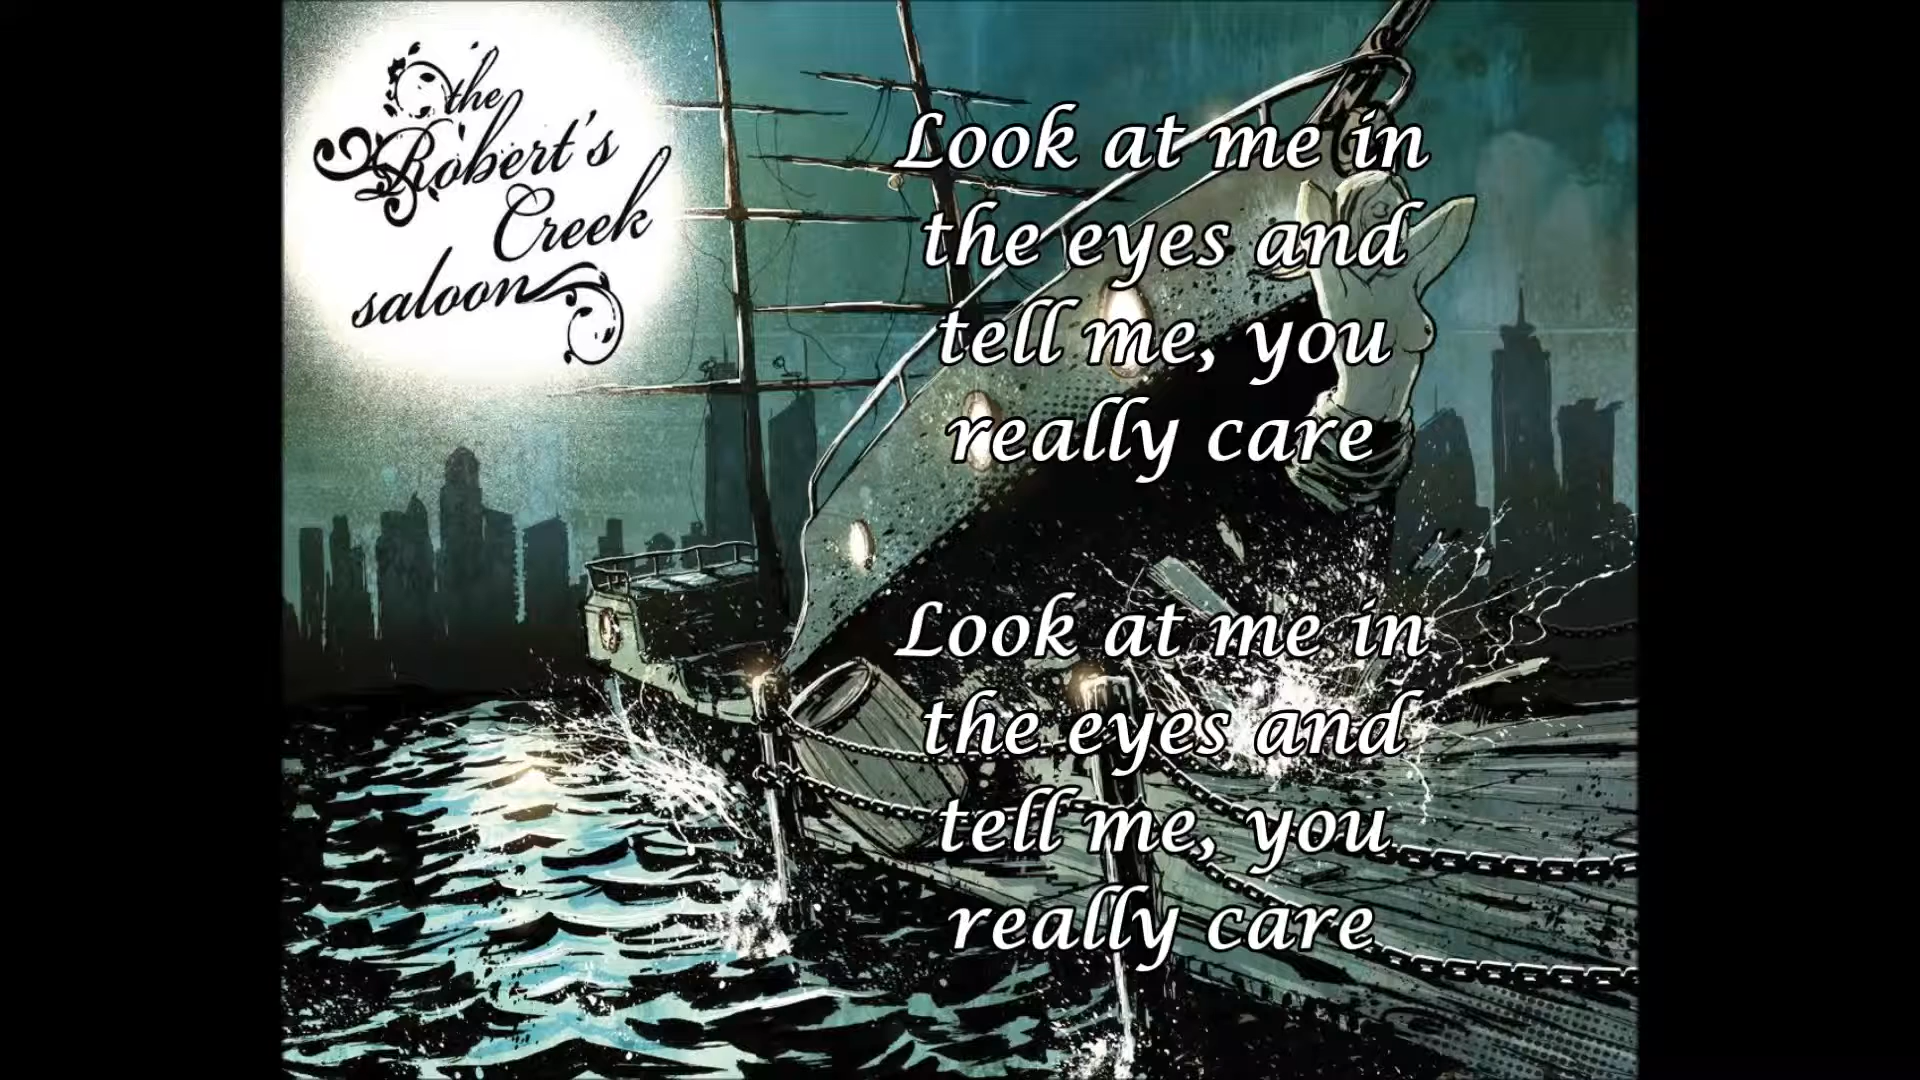 the
Robert's
Creek
saloon
Look at me in
the eyes and
tell me, you
really care
Look at me in
the eyes and
tell me, you
really care